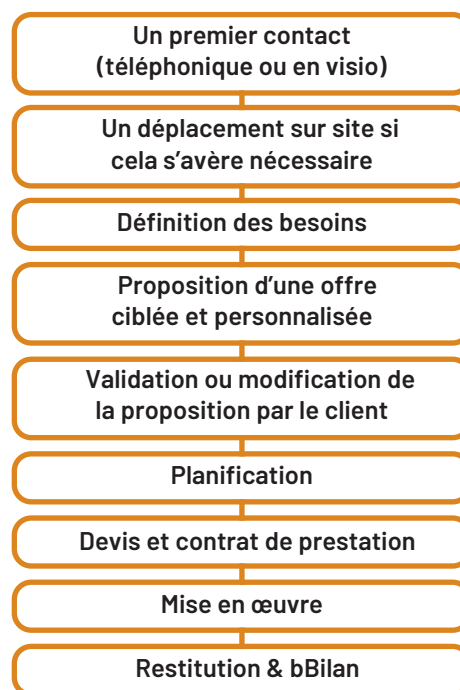 Un premier contact
(téléphonique ou en visio)
Un déplacement sur site si
cela s’avère nécessaire
Définition des besoins
Proposition d’une offre
ciblée et personnalisée
Validation ou modification de
la proposition par le client
Planification
Devis et contrat de prestation
Mise en œuvre
Restitution & bBilan